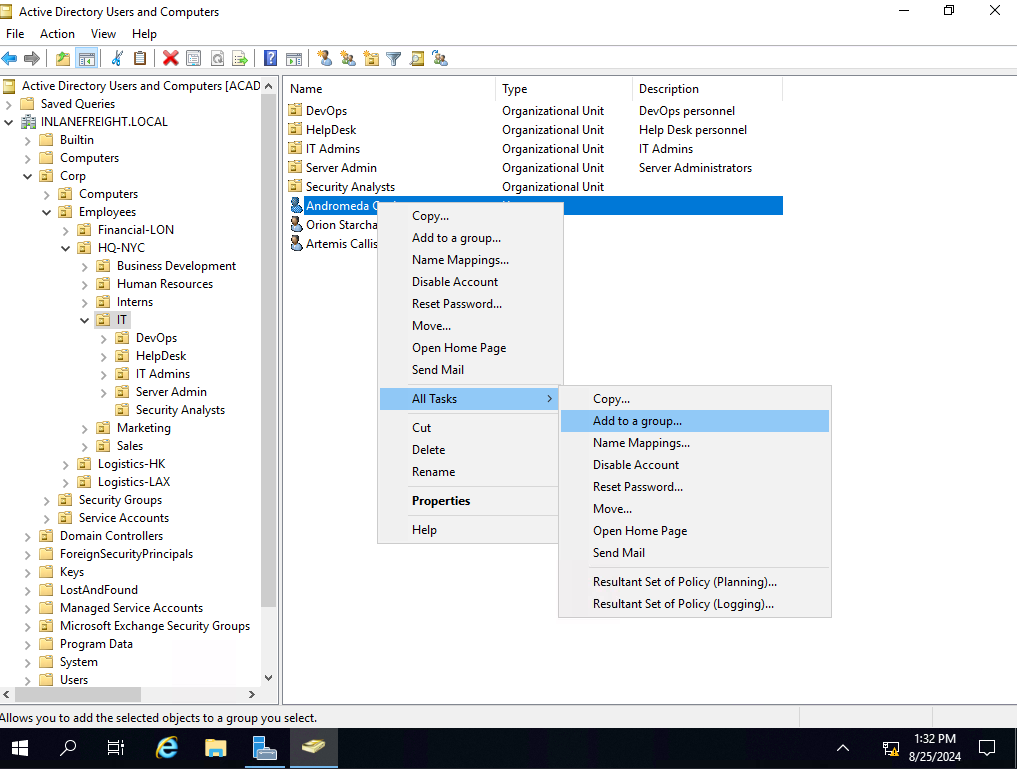 Active Directory Users and Computers
File Action View Help
Active Directory Users and Computers [ACAD
Saved Queries
INLANEFREIGHT.LOCAL
Builtin
Computers
Corp
Computers
Employees
Financial-LON
HQ-NYC
Business Development
Human Resources
Interns
IT
DevOps
HelpDesk
IT Admins
Server Admin
Security Analysts
Marketing
Sales
Logistics-HK
Logistics-LAX
Security Groups
Service Accounts
Domain Controllers
ForeignSecurityPrincipals
Keys
LostAndFound
Managed Service Accounts
Microsoft Exchange Security Groups
Program Data
System
Users
Name Type Description
DevOps Organizational Unit DevOps personnel
HelpDesk Organizational Unit Help Desk personnel
IT Admins Organizational Unit IT Admins
Server Admin Organizational Unit Server Administrators
Security Analysts Organizational Unit
Andromeda
Orion Starcha
Artemis Callis
Copy...
Add to a group...
Name Mappings...
Disable Account
Reset Password...
Move...
Open Home Page
Send Mail
All Tasks
Cut
Delete
Rename
Properties
Help
Copy...
Add to a group...
Name Mappings...
Disable Account
Reset Password...
Move...
Open Home Page
Send Mail
Resultant Set of Policy (Planning)...
Resultant Set of Policy (Logging)...
Allows you to add the selected objects to a group you select.
1:32 PM
8/25/2024